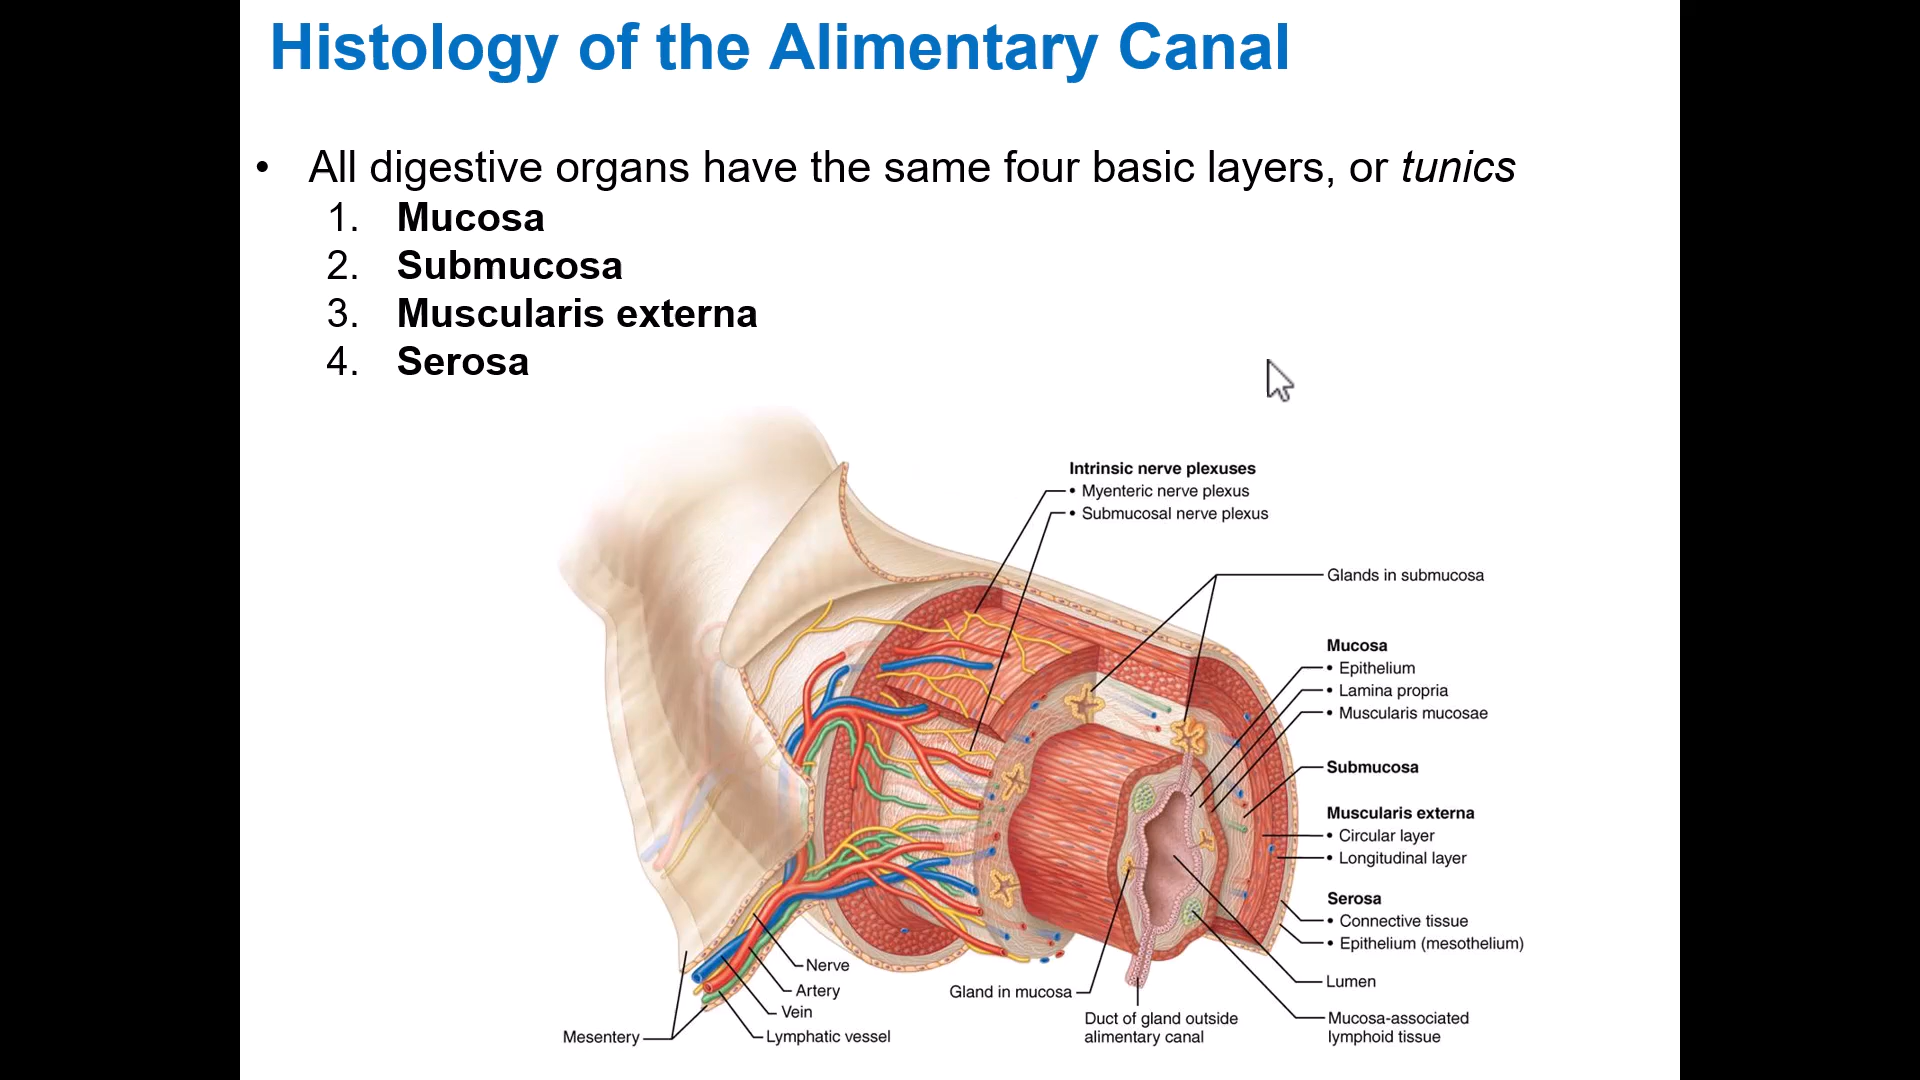 Histology of the Alimentary Canal
• All digestive organs have the same four basic layers, or tunics
1. Mucosa
2. Submucosa
3. Muscularis externa
4. Serosa
Intrinsic nerve plexuses
• Myenteric nerve plexus
• Submucosal nerve plexus
Glands in submucosa
Mucosa
• Epithelium
• Lamina propria
• Muscularis mucosae
Submucosa
Muscularis externa
• Circular layer
• Longitudinal layer
Serosa
• Connective tissue
• Epithelium (mesothelium)
Lumen
Mucosa-associated
lymphoid tissue
Nerve
Artery
Vein
Lymphatic vessel
Mesentery
Gland in mucosa
Duct of gland outside
alimentary canal